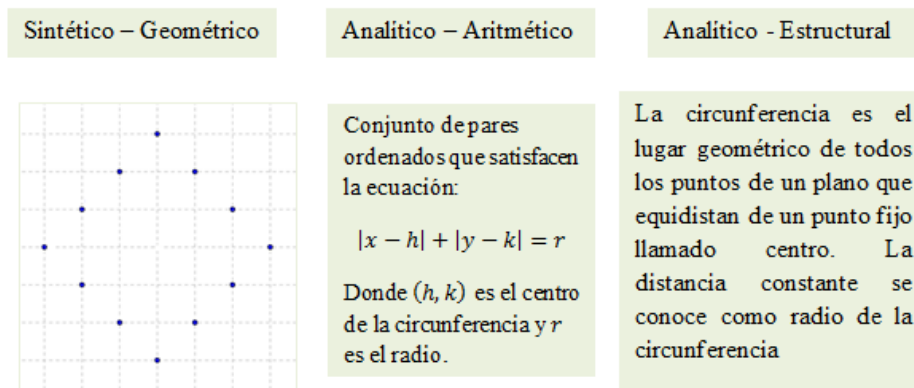 Sintético – Geométrico
Analítico – Aritmético
Analítico - Estructural
Conjunto de pares
ordenados que satisfacen
la ecuación:
|x − h| + |y − k| = r
Donde (h, k) es el centro
de la circunferencia y r
es el radio.
La circunferencia es el
lugar geométrico de todos
los puntos de un plano que
equidistan de un punto fijo
llamado centro. La
distancia constante se
conoce como radio de la
circunferencia